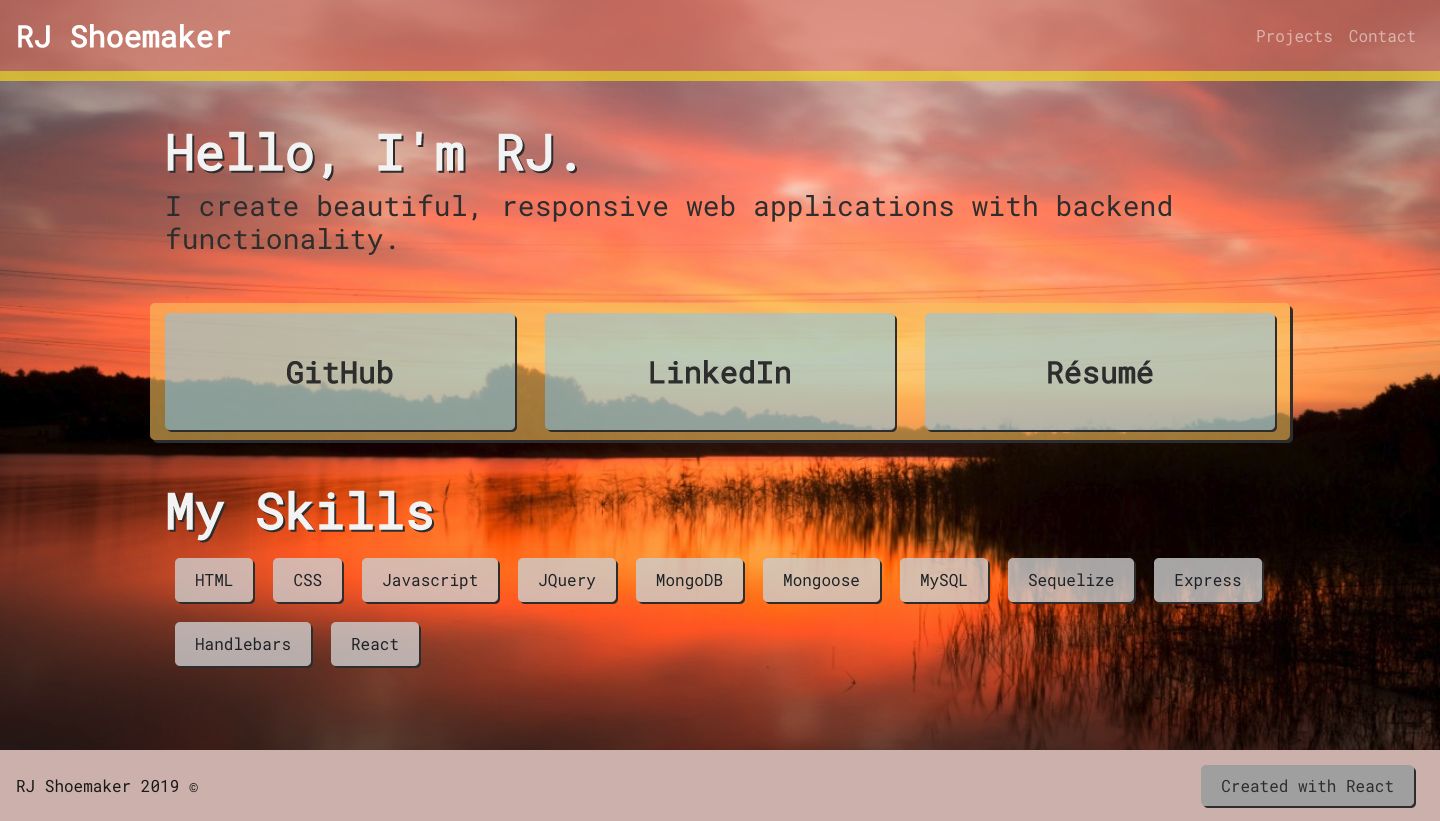 RJ Shoemaker
Projects Contact
Hello, I'm RJ.
I create beautiful, responsive web applications with backend
functionality.
GitHub LinkedIn Résumé
My Skills
HTML CSS Javascript JQuery MongoDB Mongoose MySQL Sequelize Express
Handlebars React
RJ Shoemaker 2019 ©
Created with React